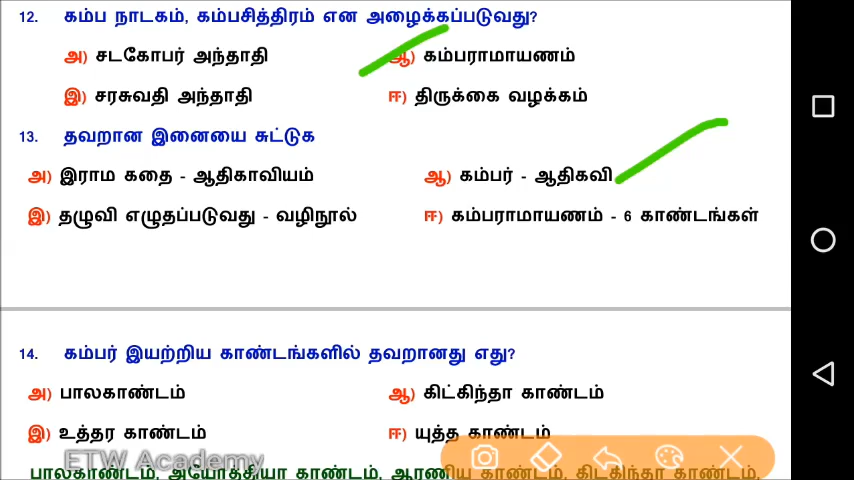 12. கம்ப நாடகம், கம்பசித்திரம் என அழைக்கப்படுவது?
அ) சடகோபர் அந்தாதி ஆ) கம்பராமாயணம்
இ) சரசுவதி அந்தாதி ஈ) திருக்கை வழக்கம்
13. தவறான இனையை சுட்டுக
அ) இராம கதை - ஆதிகாவியம் ஆ) கம்பர் - ஆதிகவி
இ) தழுவி எழுதப்படுவது - வழிநூல் ஈ) கம்பராமாயணம் - 6 காண்டங்கள்
14. கம்பர் இயற்றிய காண்டங்களில் தவறானது எது?
அ) பாலகாண்டம் ஆ) கிட்கிந்தா காண்டம்
இ) உத்தர காண்டம் ஈ) யுத்த காண்டம்
ETW Academy
பாலகாண்டம், அயோத்தியா காண்டம், ஆரணிய காண்டம், கிட்கிந்தா காண்டம்,